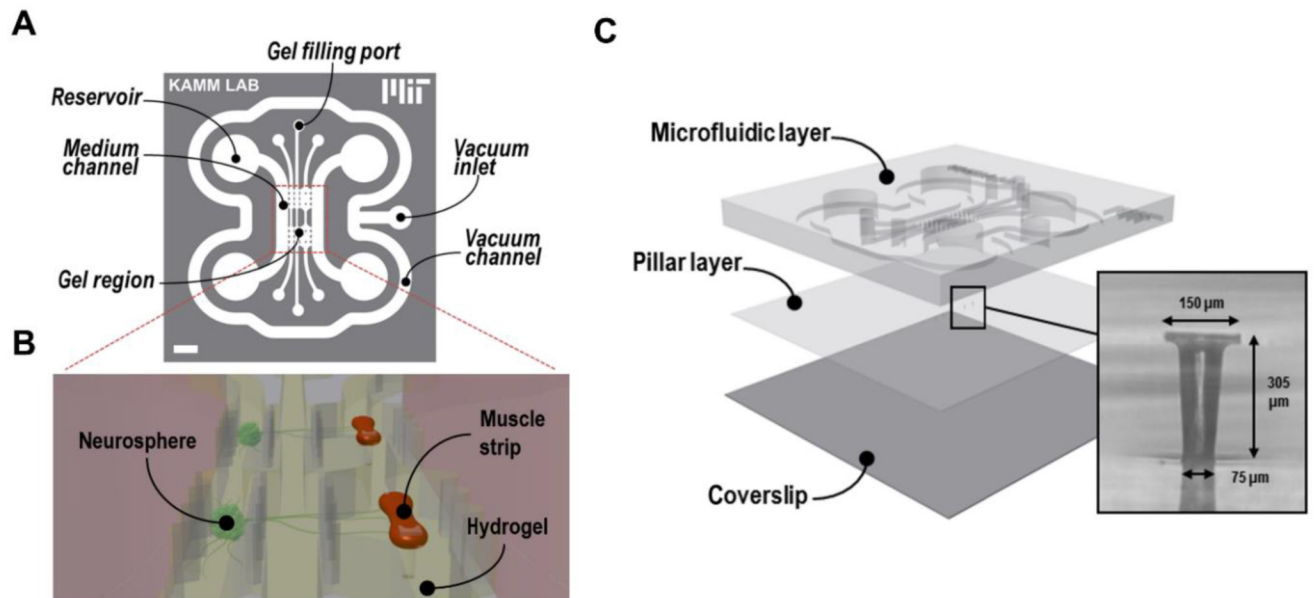 A
Gel filling port
KAMM LAB
MIT
Reservoir
Medium
channel
Vacuum
inlet
Gel region
Vacuum
channel
B
Neurosphere
Muscle
strip
Hydrogel
C
Microfluidic layer
Pillar layer
Coverslip
150 µm
305
µm
75 µm